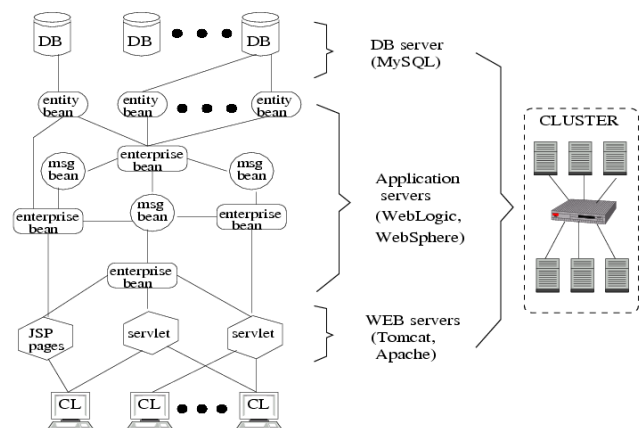 DB
DB
DB
DB server
(MySQL)
entity
bean
entity
bean
entity
bean
CLUSTER
enterprise
bean
msg
bean
msg
bean
Application
servers
(WebLogic,
WebSphere)
enterprise
bean
msg
bean
enterprise
bean
enterprise
bean
JSP
pages
servlet
servlet
WEB servers
(Tomcat,
Apache)
CL
CL
CL